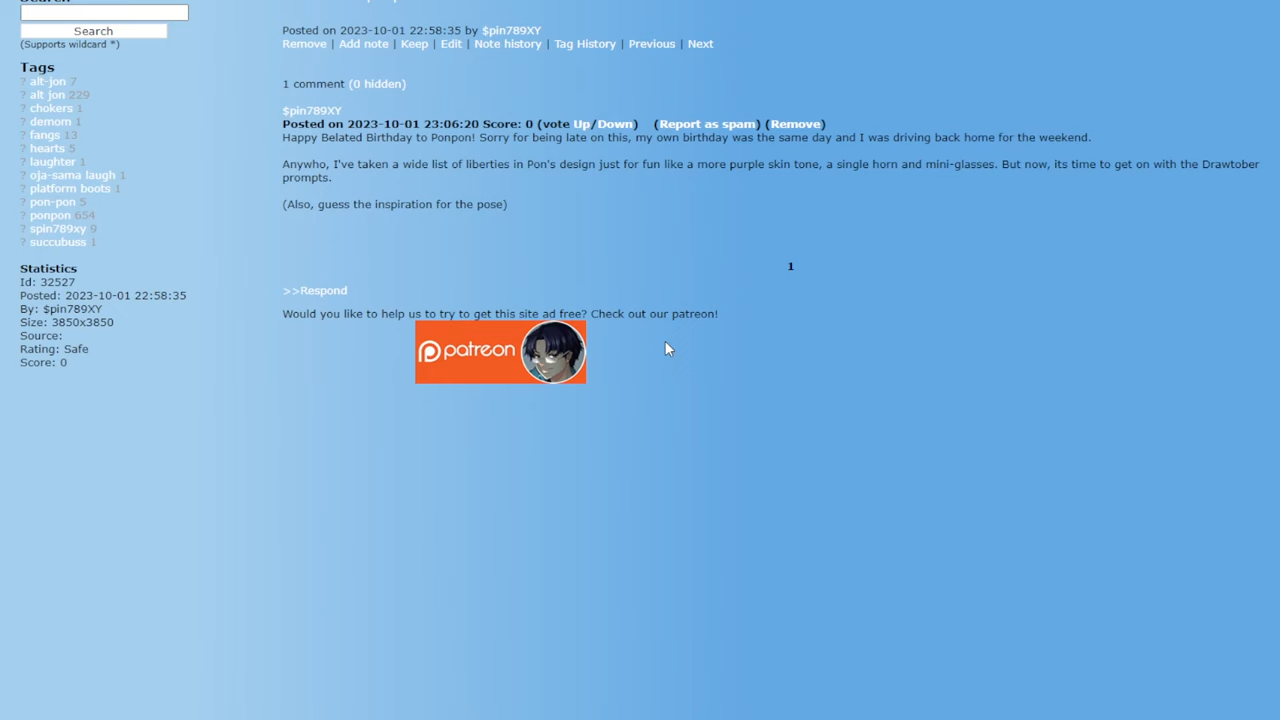 Search
(Supports wildcard *)
Tags
? alt-jon 7
? alt jon 229
? chokers 1
? demom 1
? fangs 13
? hearts 5
? laughter 1
? oja-sama laugh 1
? platform boots 1
? pon-pon 5
? ponpon 654
? spin789xy 9
? succubuss 1
Statistics
Id: 32527
Posted: 2023-10-01 22:58:35
By: $pin789XY
Size: 3850x3850
Source:
Rating: Safe
Score: 0
Posted on 2023-10-01 22:58:35 by $pin789XY
Remove | Add note | Keep | Edit | Note history | Tag History | Previous | Next
1 comment (0 hidden)
$pin789XY
Posted on 2023-10-01 23:06:20 Score: 0 (vote Up/Down) (Report as spam) (Remove)
Happy Belated Birthday to Ponpon! Sorry for being late on this, my own birthday was the same day and I was driving back home for the weekend.
Anywho, I've taken a wide list of liberties in Pon's design just for fun like a more purple skin tone, a single horn and mini-glasses. But now, its time to get on with the Drawtober
prompts.
(Also, guess the inspiration for the pose)
1
>>Respond
Would you like to help us to try to get this site ad free? Check out our patreon!
patreon